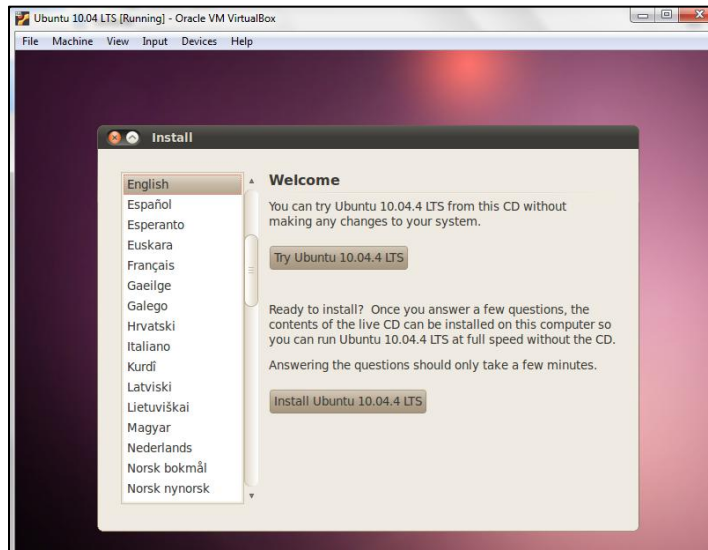 Ubuntu 10.04 LTS [Running] - Oracle VM VirtualBox
File Machine View Input Devices Help
Install
English
Español
Esperanto
Euskara
Français
Gaeilge
Galego
Hrvatski
Italiano
Kurdî
Latviski
Lietuviškai
Magyar
Nederlands
Norsk bokmål
Norsk nynorsk
Welcome
You can try Ubuntu 10.04.4 LTS from this CD without
making any changes to your system.
Try Ubuntu 10.04.4 LTS
Ready to install? Once you answer a few questions, the
contents of the live CD can be installed on this computer so
you can run Ubuntu 10.04.4 LTS at full speed without the CD.
Answering the questions should only take a few minutes.
Install Ubuntu 10.04.4 LTS